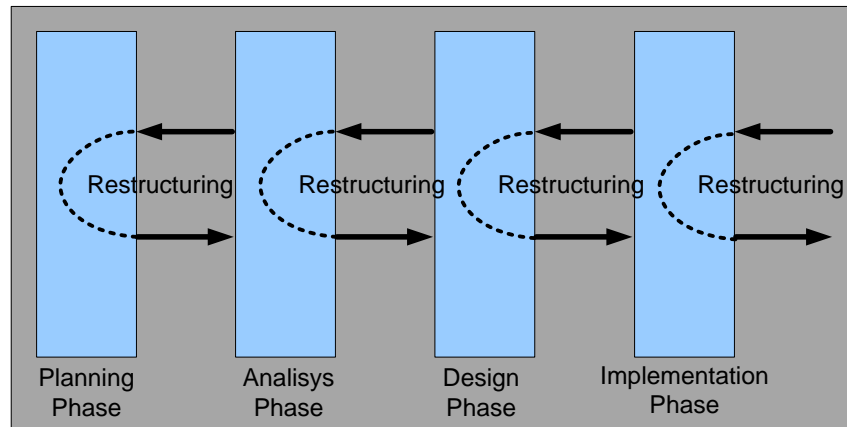 Restructuring
Restructuring
Restructuring
Restructuring
Planning
Phase
Analisys
Phase
Design
Phase
Implementation
Phase